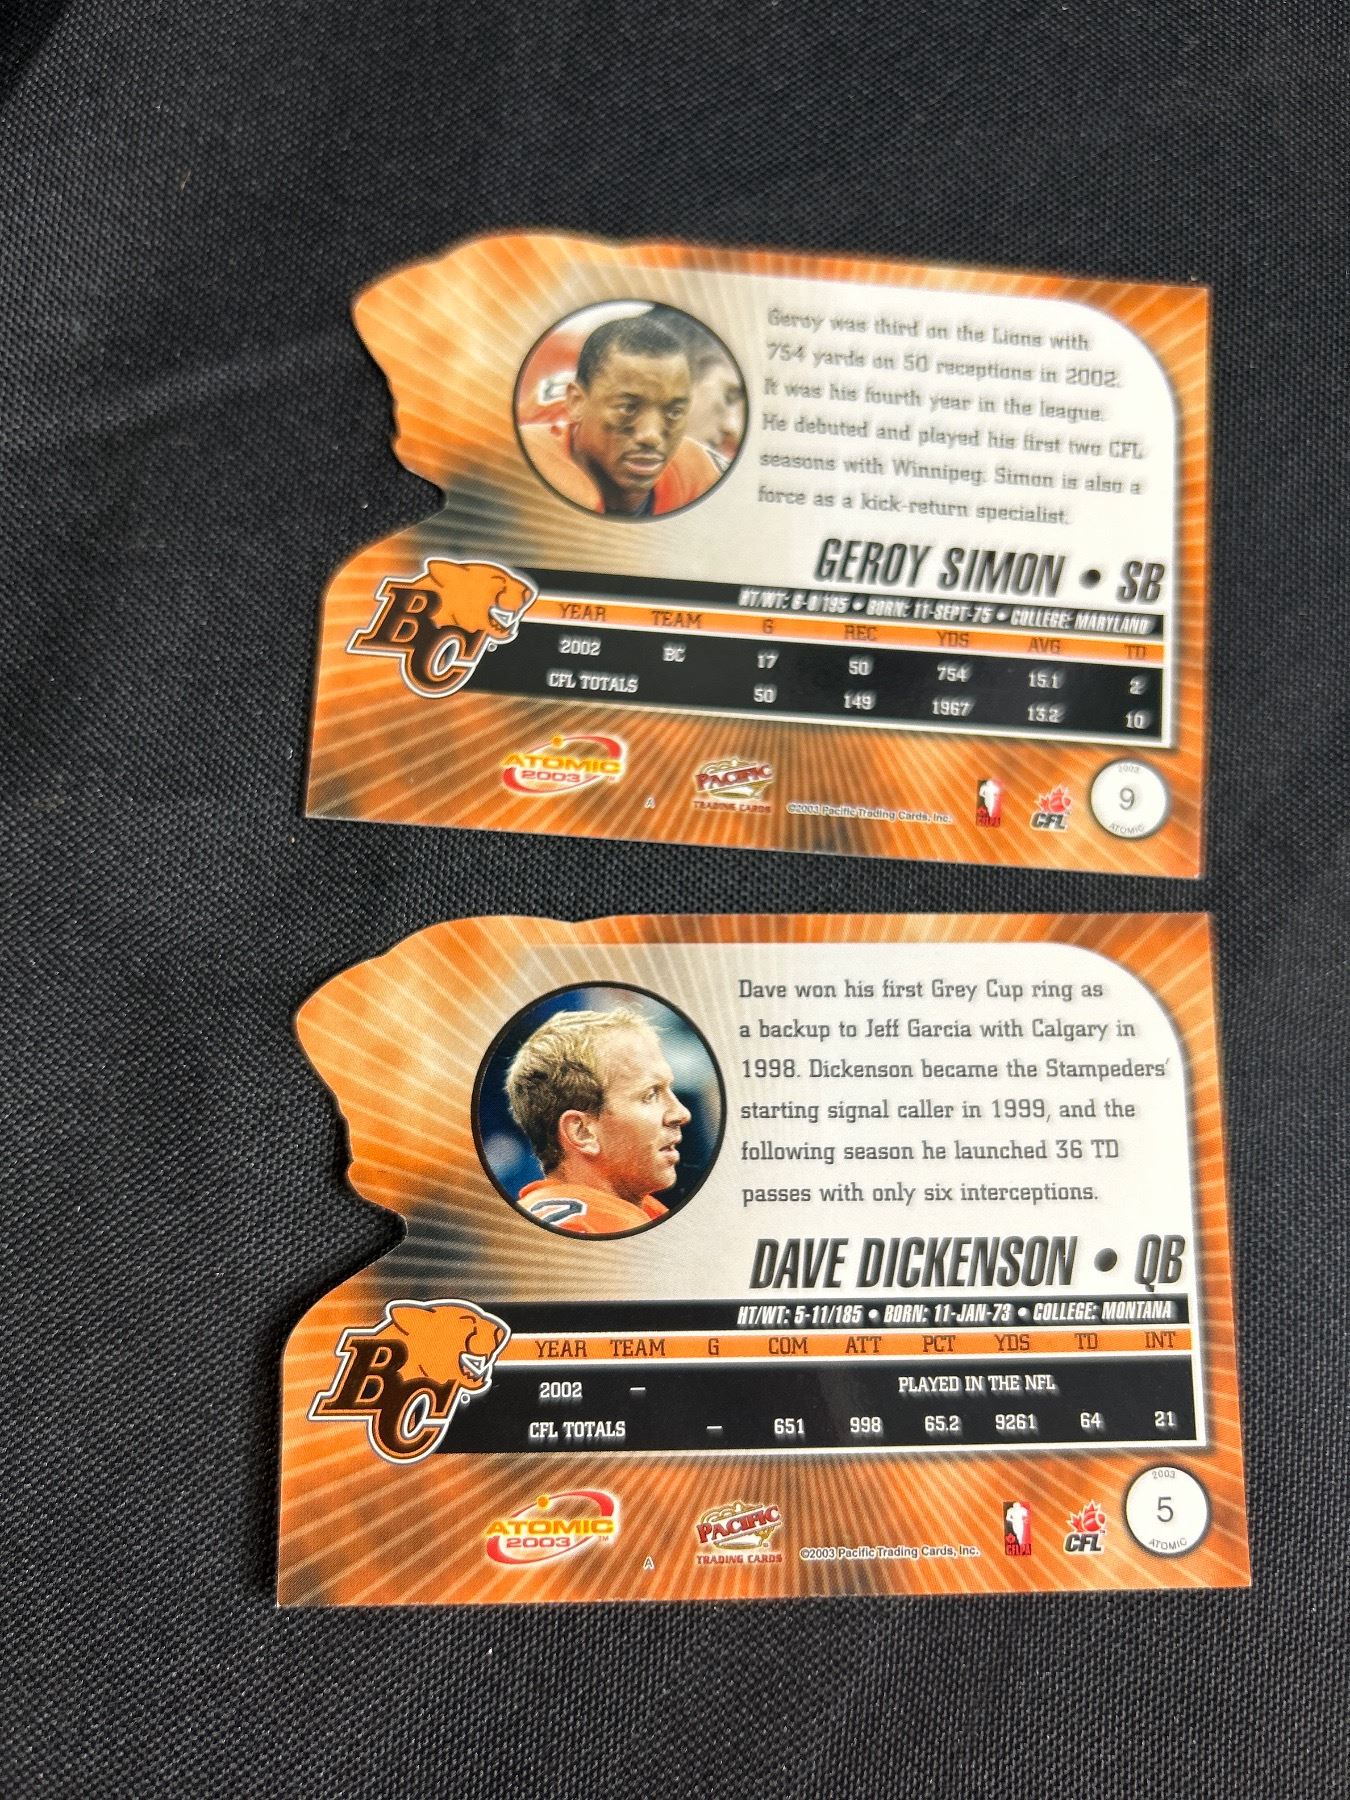 Geroy was third on the Lions with
754 yards on 50 receptions in 2002.
It was his fourth year in the league.
He debuted and played his first two CFL
seasons with Winnipeg. Simon is also a
force as a kick-return specialist.
GEROY SIMON • SB
HT/WT: 6-0/195 • BORN: 11-SEPT-75 • COLLEGE: MARYLAND
YEAR TEAM G REC YDS AVG TD
2002 BC 17 50 754 15.1 2
CFL TOTALS 50 149 1967 13.2 10
BC
ATOMIC
2003
A
PACIFIC
TRADING CARDS
©2003 Pacific Trading Cards, Inc.
CFLPA
CFL
2003
9
ATOMIC
Dave won his first Grey Cup ring as
a backup to Jeff Garcia with Calgary in
1998. Dickenson became the Stampeders'
starting signal caller in 1999, and the
following season he launched 36 TD
passes with only six interceptions.
DAVE DICKENSON • QB
HT/WT: 5-11/185 • BORN: 11-JAN-73 • COLLEGE: MONTANA
YEAR TEAM G COM ATT PCT YDS TD INT
2002 — PLAYED IN THE NFL
CFL TOTALS — 651 998 65.2 9261 64 21
BC
ATOMIC
2003 ™
A
PACIFIC
TRADING CARDS
©2003 Pacific Trading Cards, Inc.
CFLPA
CFL
2003
5
ATOMIC